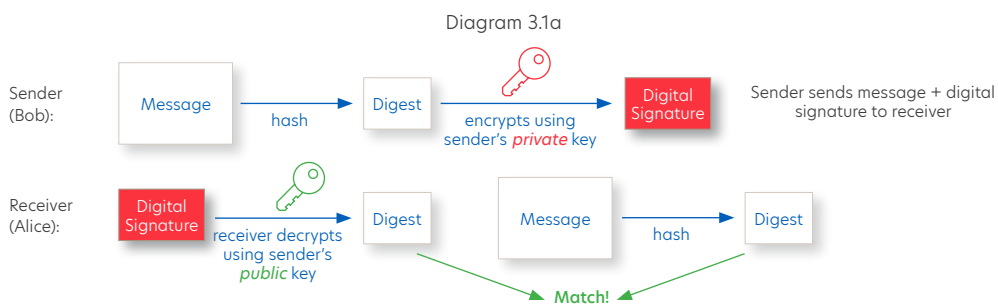 Diagram 3.1a
Sender
(Bob):
Message
hash
Digest
encrypts using
sender's private key
Digital
Signature
Sender sends message + digital
signature to receiver
Receiver
(Alice):
Digital
Signature
receiver decrypts
using sender's
public key
Digest
Message
hash
Digest
Match!